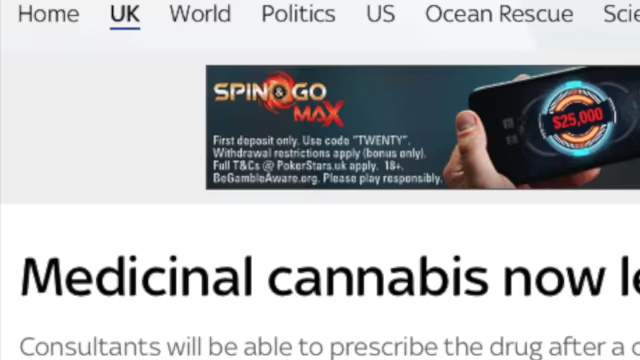 Home UK World Politics US Ocean Rescue
SPIN&GO
MAX
$25,000
First deposit only. Use code "TWENTY".
Withdrawal restrictions apply (bonus only).
Full T&Cs @ PokerStars.uk apply. 18+.
BeGambleAware.org. Please play responsibly.
Medicinal cannabis now
Consultants will be able to prescribe the drug after a